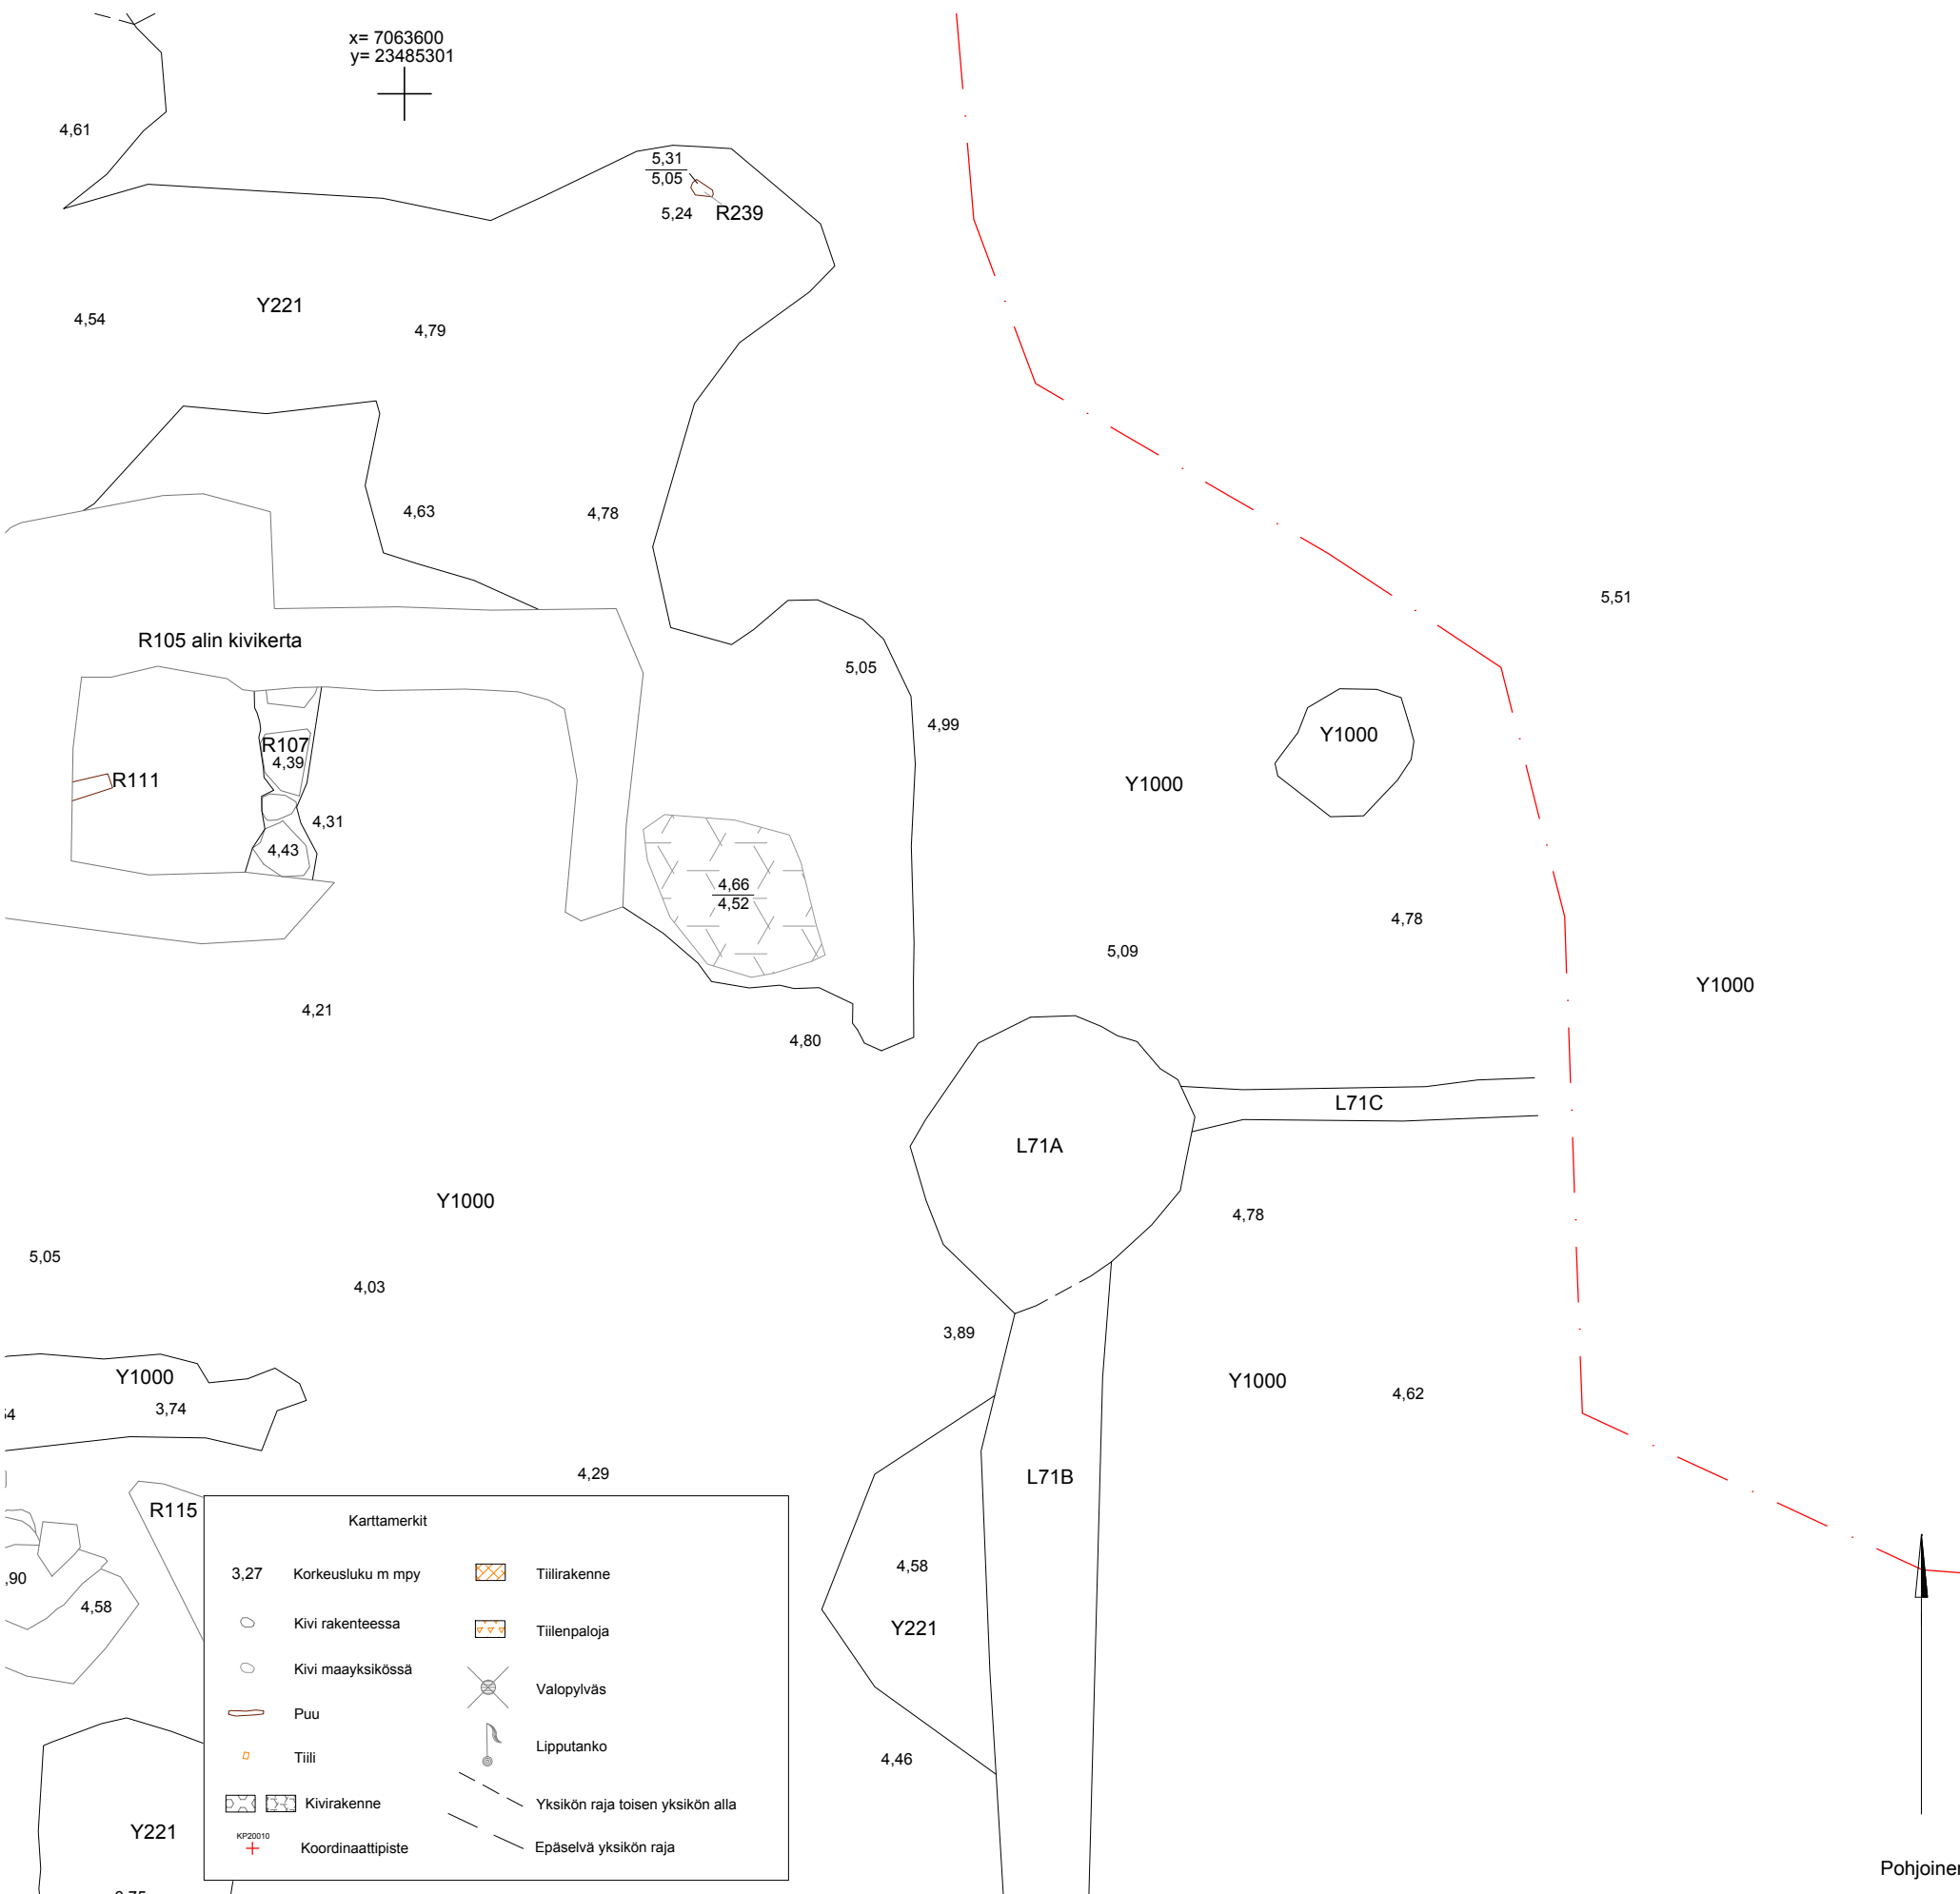 x= 7063600
y= 23485301
4,61
5,31
5,05
5,24
R239
Y221
4,54
4,79
4,63
4,78
5,51
R105 alin kivikerta
5,05
4,99
Y1000
R107
4,39
R111
Y1000
4,31
4,43
4,66
4,52
4,78
5,09
Y1000
4,21
4,80
L71C
L71A
Y1000
4,78
5,05
4,03
3,89
Y1000
Y1000
4,62
3,74
4,29
L71B
R115
Karttamerkit
3,27 Korkeusluku m mpy
Tiilirakenne
,90
4,58
4,58
Kivi rakenteessa
Tiilenpaloja
Y221
Kivi maayksikössä
Valopylväs
Puu
Lipputanko
Tiili
4,46
Kivirakenne
Yksikön raja toisen yksikön alla
Y221
KP20010
Koordinaattipiste
Epäselvä yksikön raja
Pohjoinen